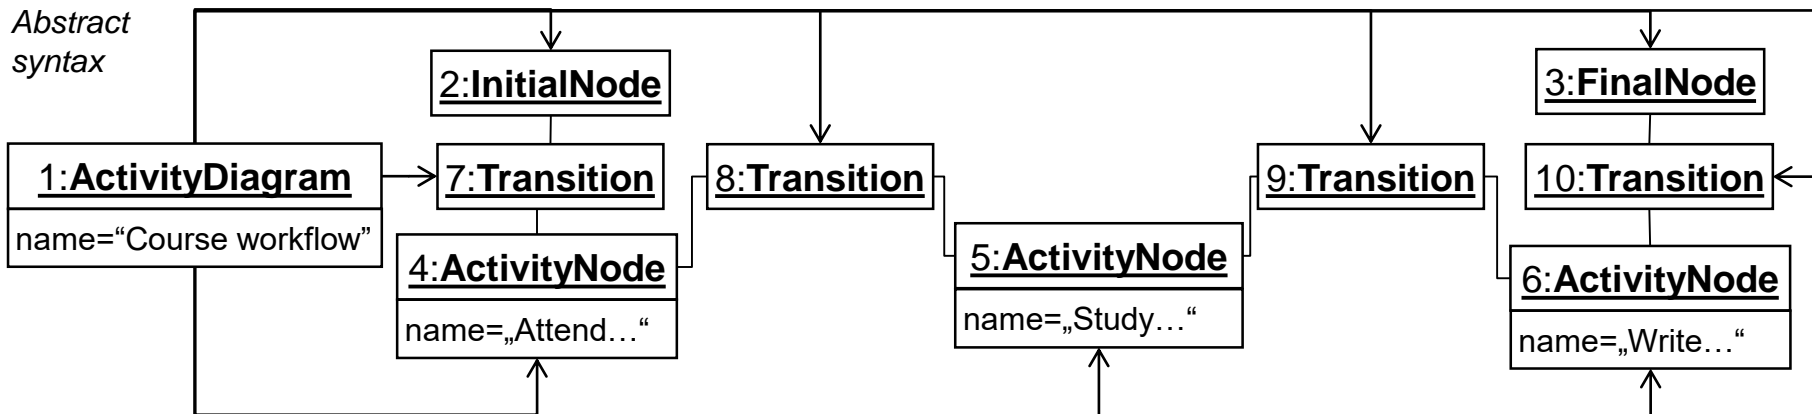 Abstract
syntax
2:InitialNode
3:FinalNode
1:ActivityDiagram
name=“Course workflow”
7:Transition
8:Transition
9:Transition
10:Transition
4:ActivityNode
name=„Attend…“
5:ActivityNode
name=„Study…“
6:ActivityNode
name=„Write…“